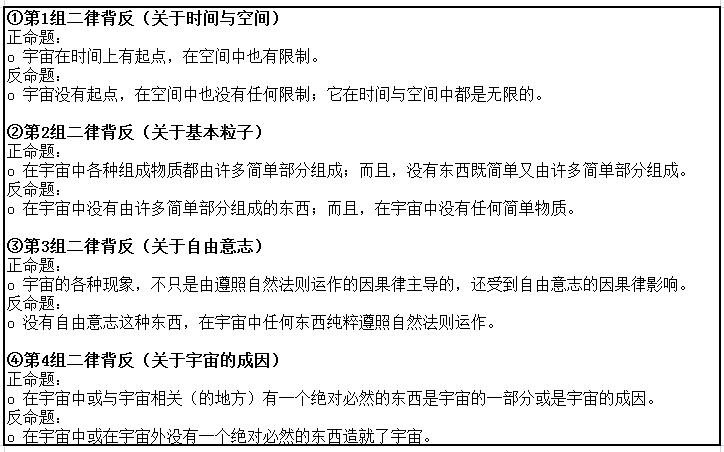 ①第1组二律背反（关于时间与空间）
正命题：
o 宇宙在时间上有起点，在空间中也有限制。
反命题：
o 宇宙没有起点，在空间中也没有任何限制；它在时间与空间中都是无限的。
②第2组二律背反（关于基本粒子）
正命题：
o 在宇宙中各种组成物质都由许多简单部分组成；而且，没有东西既简单又由许多简单部分组成。
反命题：
o 在宇宙中没有由许多简单部分组成的东西；而且，在宇宙中没有任何简单物质。
③第3组二律背反（关于自由意志）
正命题：
o 宇宙的各种现象，不只是由遵照自然法则运作的因果律主导的，还受到自由意志的因果律影响。
反命题：
o 没有自由意志这种东西，在宇宙中任何东西纯粹遵照自然法则运作。
④第4组二律背反（关于宇宙的成因）
正命题：
o 在宇宙中或与宇宙相关（的地方）有一个绝对必然的东西是宇宙的一部分或是宇宙的成因。
反命题：
o 在宇宙中或在宇宙外没有一个绝对必然的东西造就了宇宙。